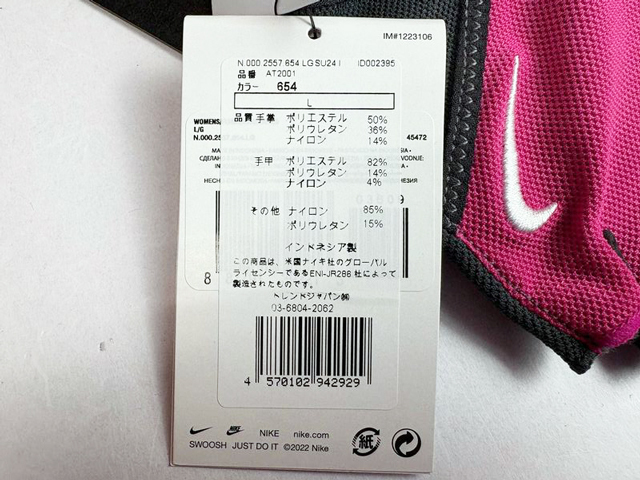 IM#1223106
N.000.2557.654.LG SU24 I ID002395
品番 AT2001
カラー 654
L
品質 手掌 ポリエステル 50%
ポリウレタン 36%
ナイロン 14%
手甲 ポリエステル 82%
ポリウレタン 14%
ナイロン 4%
その他 ナイロン 85%
ポリウレタン 15%
インドネシア製
この商品は、米国ナイキ社のグローバル
ライセンシーであるENI-JR286 社によって
製造されたものです。
トレンドジャパン㈱
03-6804-2062
4 570102 942929
WOMENS
L/G
N.000.25
45472
8
NIKE nike.com
SWOOSH JUST DO IT ©2022 Nike
紙